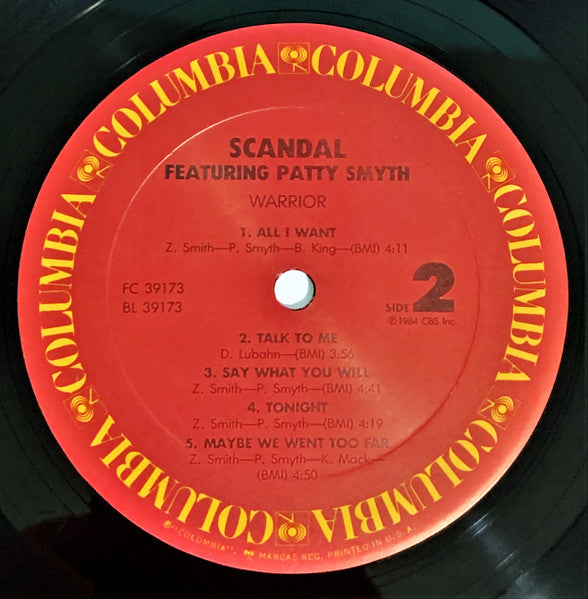 COLUMBIA COLUMBIA COLUMBIA COLUMBIA COLUMBIA COLUMBIA COLUMBIA COLUMBIA
SCANDAL
FEATURING PATTY SMYTH
WARRIOR
1. ALL I WANT
Z. Smith—P. Smyth—B. King—(BMI) 4:11
FC 39173
BL 39173
SIDE 2
℗1984 CBS Inc.
2. TALK TO ME
D. Lubahn—(BMI) 3:56
3. SAY WHAT YOU WILL
Z. Smith—P. Smyth—(BMI) 4:41
4. TONIGHT
Z. Smith—P. Smyth—(BMI) 4:19
5. MAYBE WE WENT TOO FAR
Z. Smith—P. Smyth—K. Mack—
(BMI) 4:50
"COLUMBIA", MARCAS REG. PRINTED IN U.S.A.